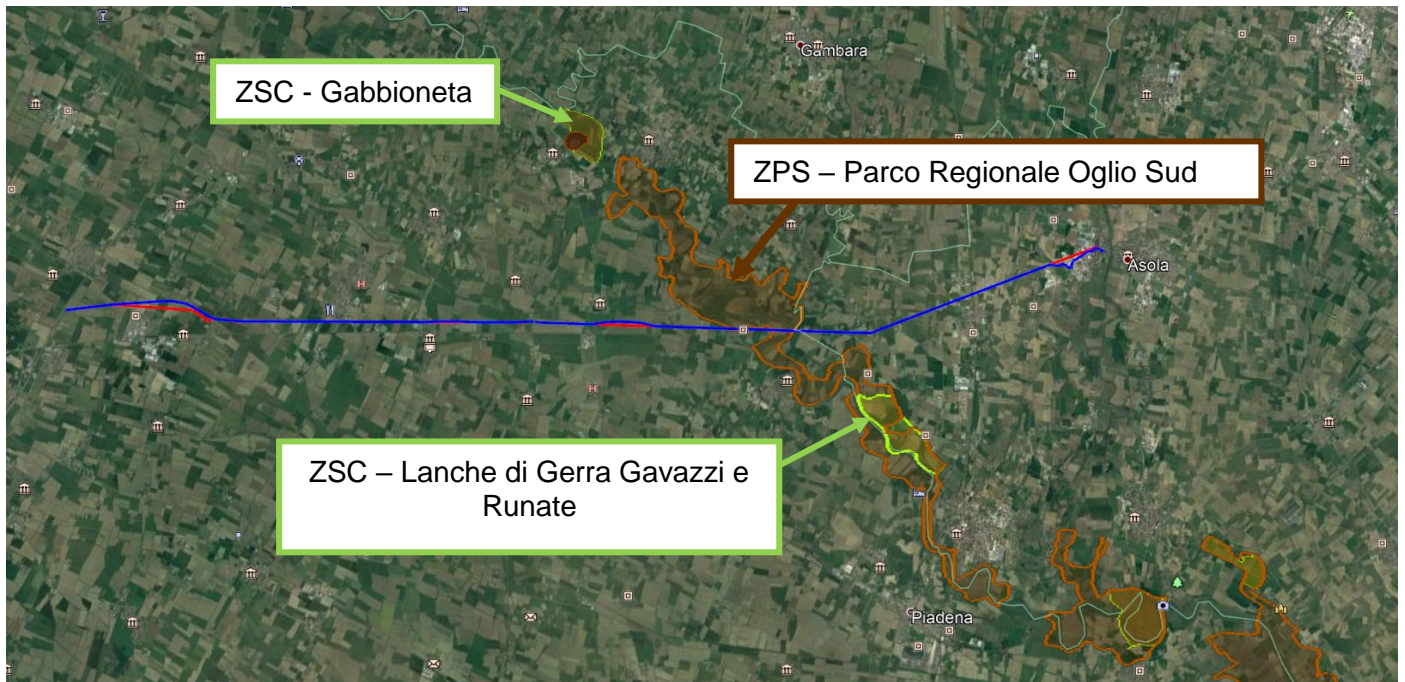 Gambara
ZSC - Gabbioneta
ZPS – Parco Regionale Oglio Sud
Asola
ZSC – Lanche di Gerra Gavazzi e
Runate
Piadena